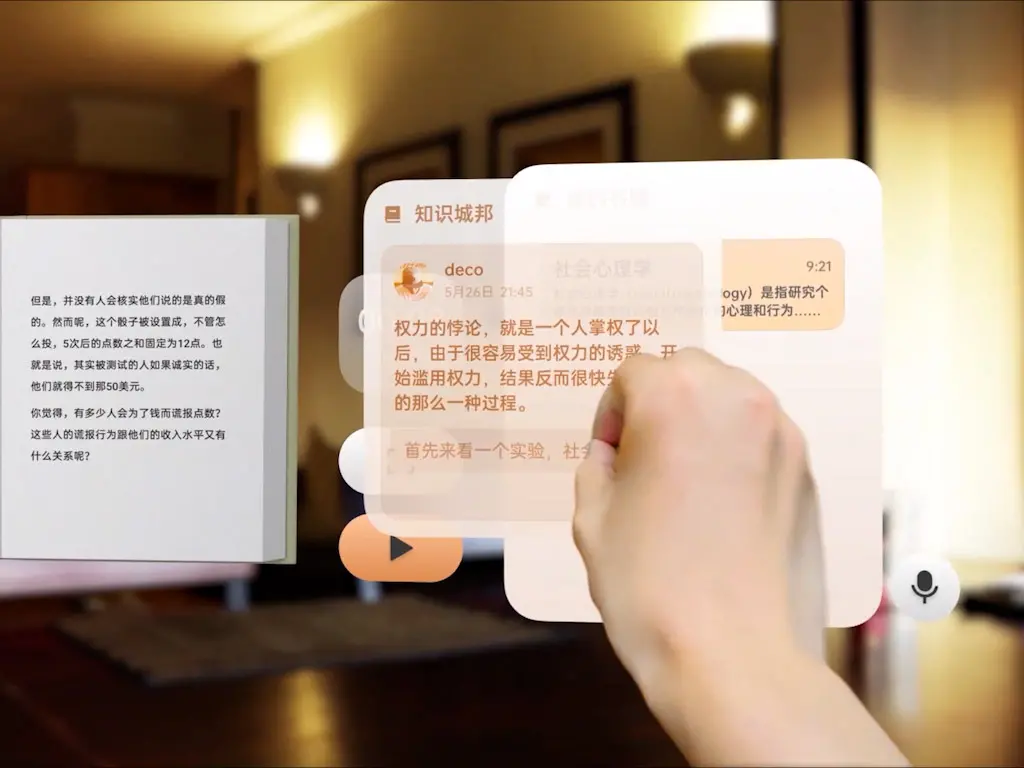 但是，并没有人会核实他们说的是真的假
的。然而呢，这个骰子被设置成，不管怎
么投，5次后的点数之和固定为12点。也
就是说，其实被测试的人如果诚实的话，
他们就得不到那50美元。
你觉得，有多少人会为了钱而谎报点数？
这些人的谎报行为跟他们的收入水平又有
什么关系呢？
知识城邦
deco
5月26日 21:45
权力的悖论，就是一个人掌权了以
后，由于很容易受到权力的诱惑，开
始滥用权力，结果反而很快
的那么一种过程。
首先来看一个实验，社
社会心理学
9:21
ogy）是指研究个
的心理和行为……